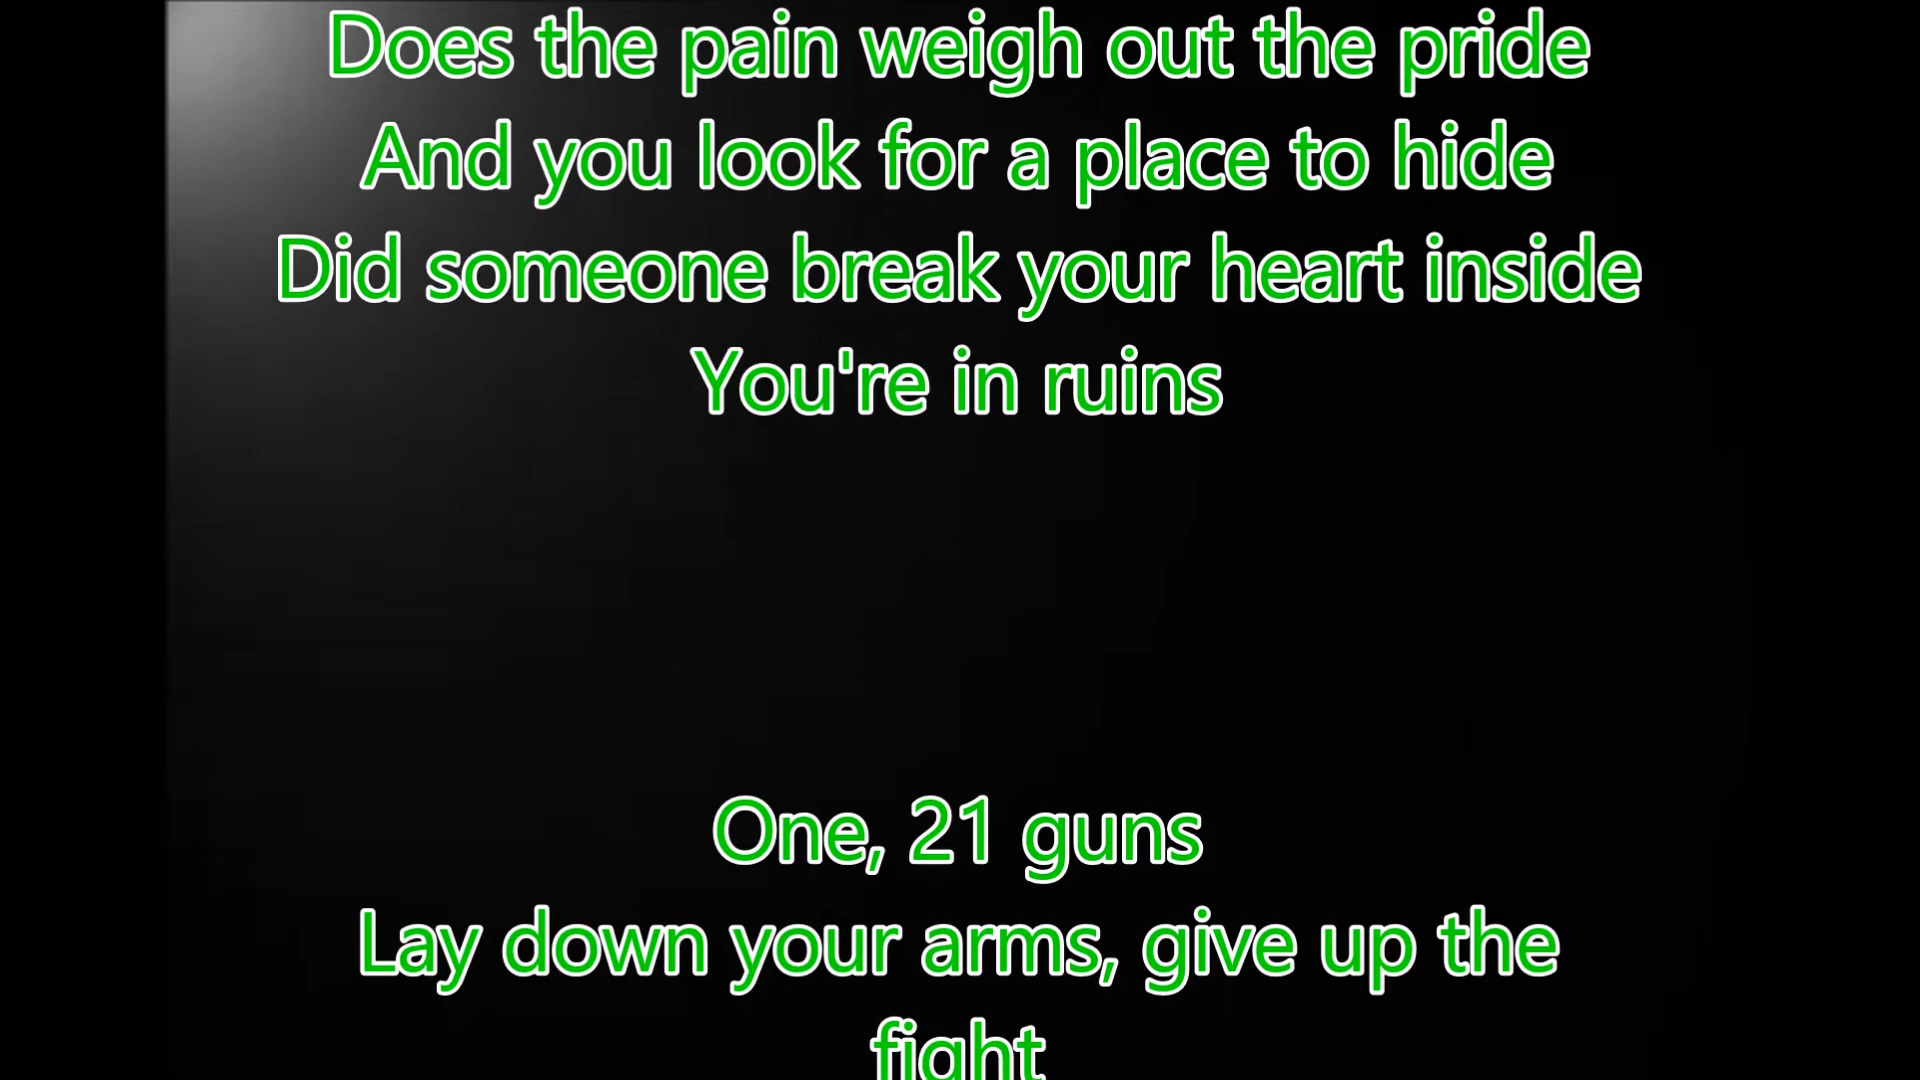 Does the pain weigh out the pride
And you look for a place to hide
Did someone break your heart inside
You're in ruins
One, 21 guns
Lay down your arms, give up the
fight